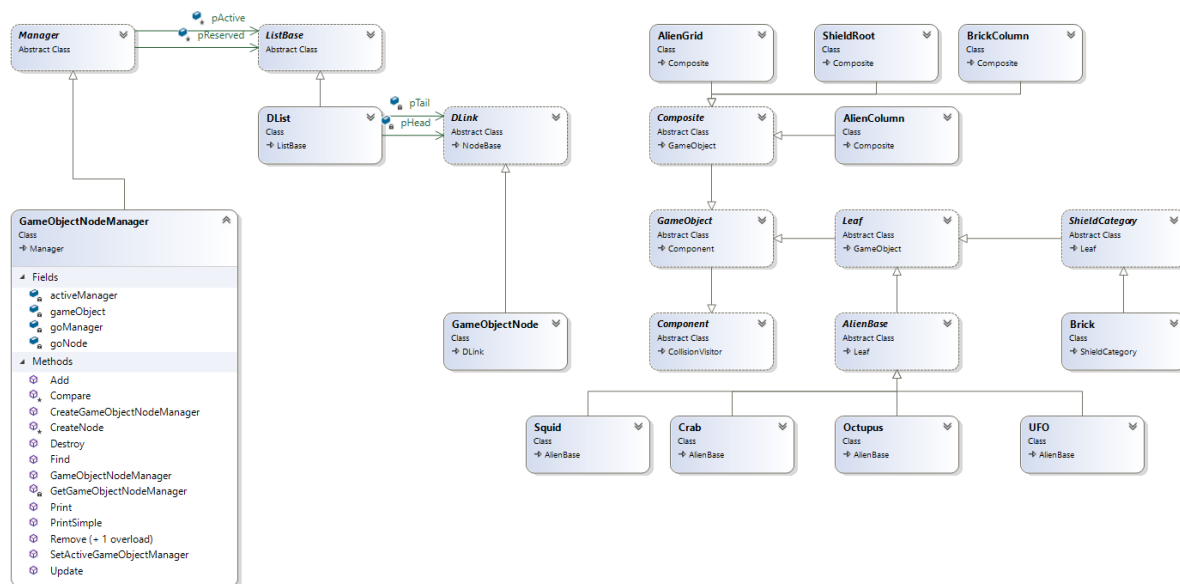 Manager
Abstract Class
pActive
pReserved
ListBase
Abstract Class
AlienGrid
Class
Composite
ShieldRoot
Class
Composite
BrickColumn
Class
Composite
DList
Class
ListBase
pTail
pHead
DLink
Abstract Class
NodeBase
Composite
Abstract Class
GameObject
AlienColumn
Class
Composite
GameObjectNodeManager
Class
Manager
Fields
activeManager
gameObject
goManager
goNode
Methods
Add
Compare
CreateGameObjectNodeManager
CreateNode
Destroy
Find
GameObjectNodeManager
GetGameObjectNodeManager
Print
PrintSimple
Remove (+ 1 overload)
SetActiveGameObjectManager
Update
GameObject
Abstract Class
Component
Leaf
Abstract Class
GameObject
ShieldCategory
Abstract Class
Leaf
GameObjectNode
Class
DLink
Component
Abstract Class
CollisionVisitor
AlienBase
Abstract Class
Leaf
Brick
Class
ShieldCategory
Squid
Class
AlienBase
Crab
Class
AlienBase
Octupus
Class
AlienBase
UFO
Class
AlienBase